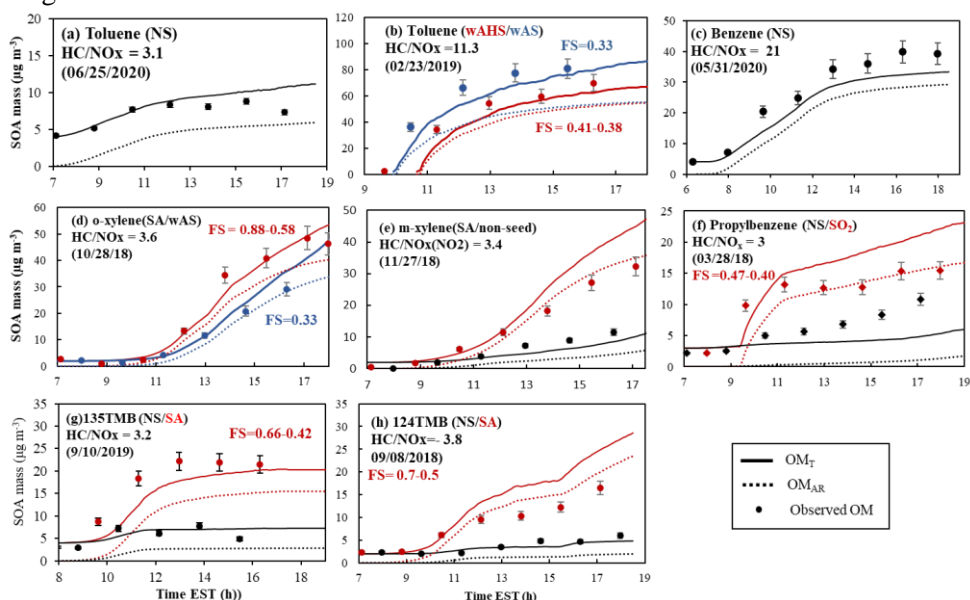 SOA mass (µg m⁻³)
(a) Toluene (NS)
HC/NOx = 3.1
(06/25/2020)
20
15
10
5
0
7 9 11 13 15 17 19
(b) Toluene (wAHS/wAS)
HC/NOx =11.3
(02/23/2019)
FS=0.33
FS = 0.41-0.38
120
100
80
60
40
20
0
9 11 13 15 17
(c) Benzene (NS)
HC/NOx = 21
(05/31/2020)
50
40
30
20
10
0
6 8 10 12 14 16 18
SOA mass (µg m⁻³)
(d) o-xylene(SA/wAS)
HC/NOx = 3.6
(10/28/18)
FS = 0.88-0.58
FS=0.33
60
50
40
30
20
10
0
7 9 11 13 15 17
(e) m-xylene(SA/non-seed)
HC/NOx(NO2) = 3.4
(11/27/18)
50
40
30
20
10
0
7 9 11 13 15 17
(f) Propylbenzene (NS/SO₂)
HC/NOₓ = 3
(03/28/18)
FS=0.47-0.40
25
20
15
10
5
0
7 9 11 13 15 17 19
SOA mass (µg m⁻³)
(g)135TMB (NS/SA)
HC/NOx = 3.2
(9/10/2019)
FS=0.66-0.42
35
30
25
20
15
10
5
0
8 10 12 14 16 18
Time EST (h))
(h) 124TMB (NS/SA)
HC/NOx=- 3.8
(09/08/2018)
FS= 0.7-0.5
35
30
25
20
15
10
5
0
7 9 11 13 15 17 19
Time EST (h)
OM_T
OM_AR
Observed OM